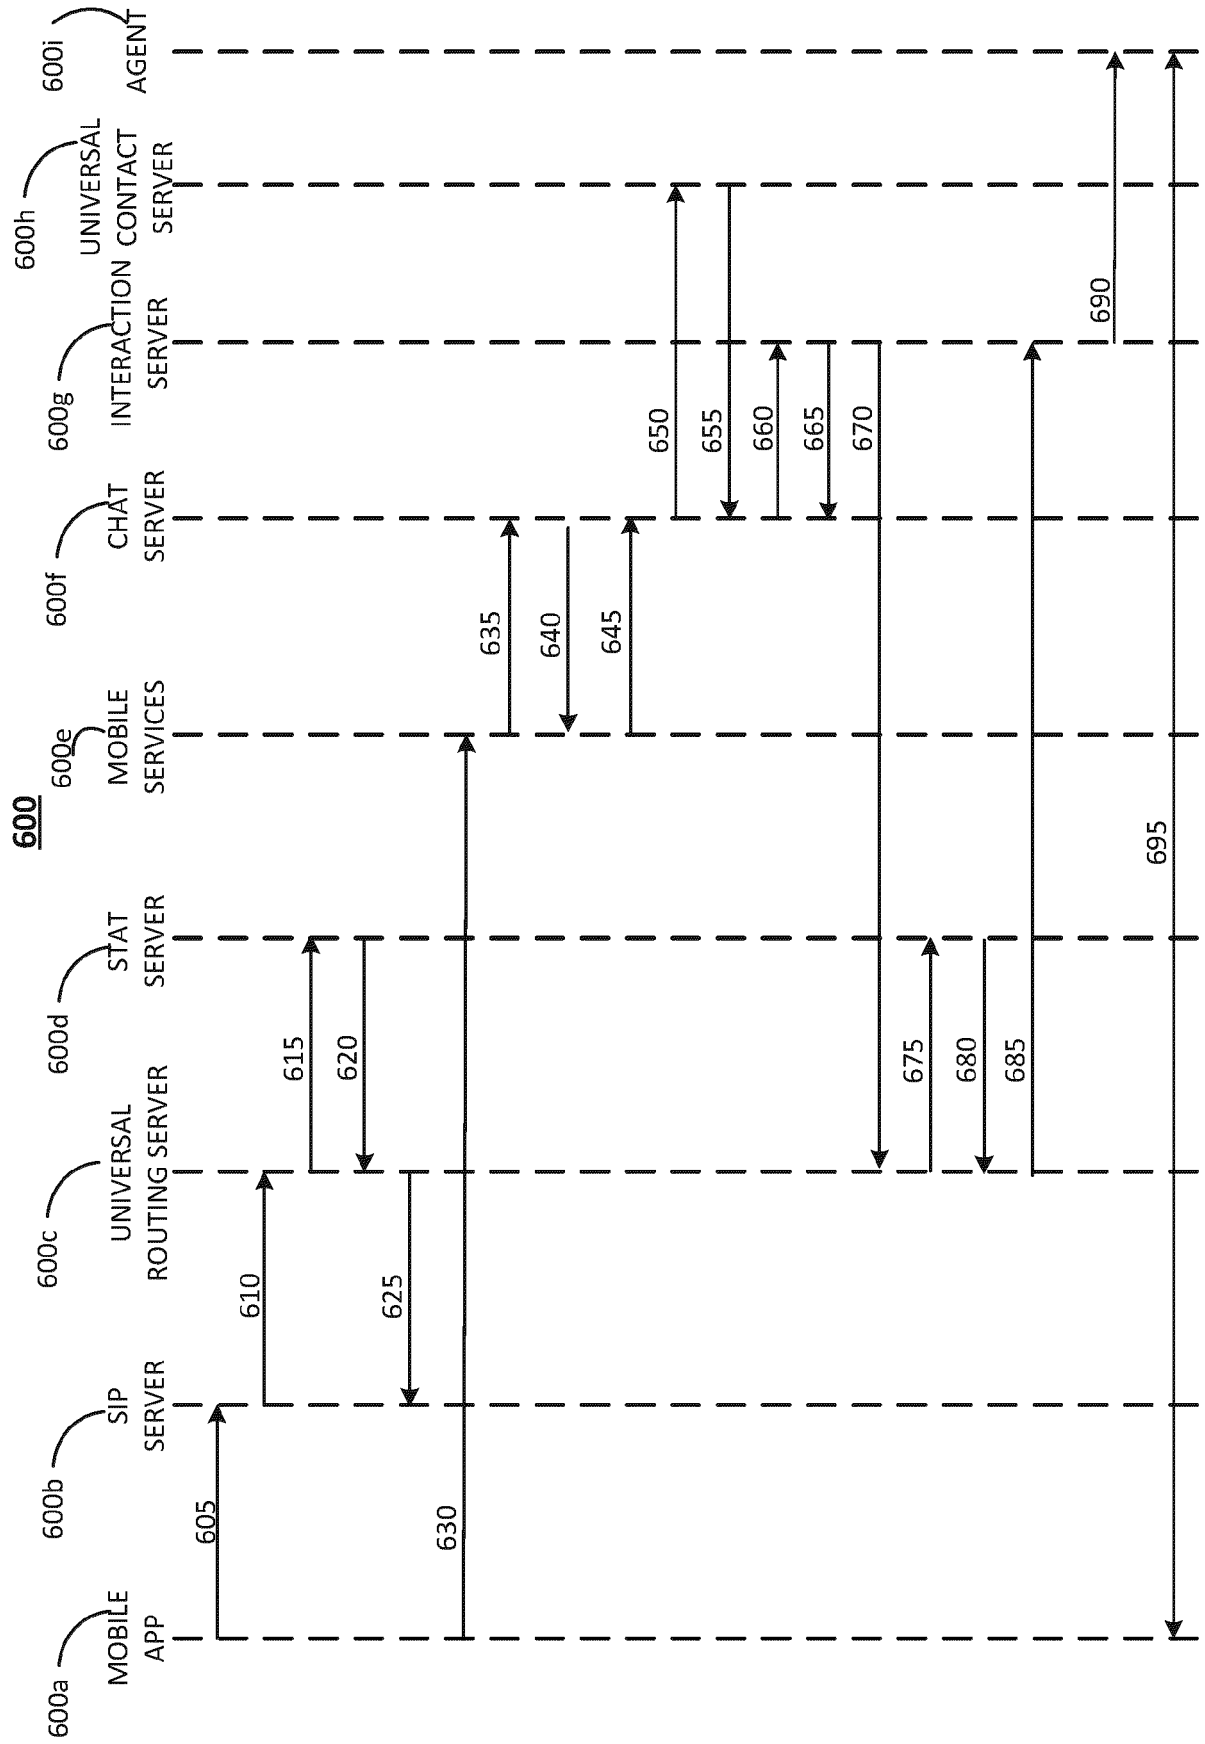 600
600a
MOBILE
APP
600b
SIP
SERVER
600c
UNIVERSAL
ROUTING SERVER
600d
STAT
SERVER
600e
MOBILE
SERVICES
600f
CHAT
SERVER
600g
INTERACTION
SERVER
600h
UNIVERSAL
CONTACT
SERVER
600i
AGENT
605
610
615
620
625
630
635
640
645
650
655
660
665
670
675
680
685
690
695